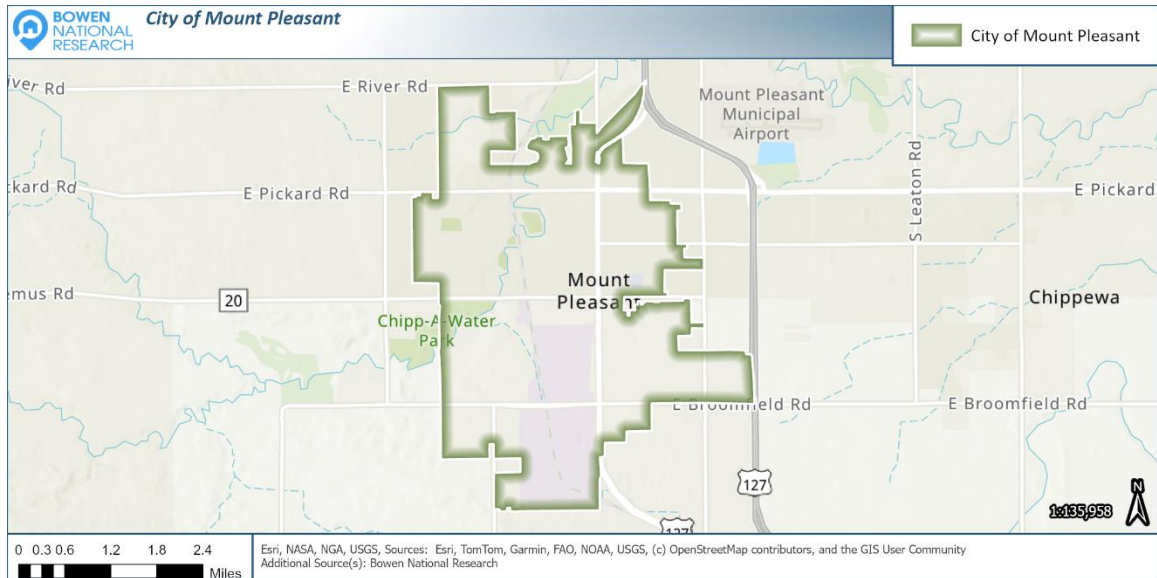 BOWEN
NATIONAL
RESEARCH
City of Mount Pleasant
City of Mount Pleasant
River Rd
E River Rd
Mount Pleasant
Municipal
Airport
S Leaton Rd
ckard Rd
E Pickard Rd
E Pickard
emus Rd
20
Mount
Pleasant
Chippewa
Chipp-A-Water
Park
E Broomfield Rd
E Broomfield Rd
127
127
N
1:135,958
0 0.3 0.6 1.2 1.8 2.4
Miles
Esri, NASA, NGA, USGS, Sources: Esri, TomTom, Garmin, FAO, NOAA, USGS, (c) OpenStreetMap contributors, and the GIS User Community
Additional Source(s): Bowen National Research